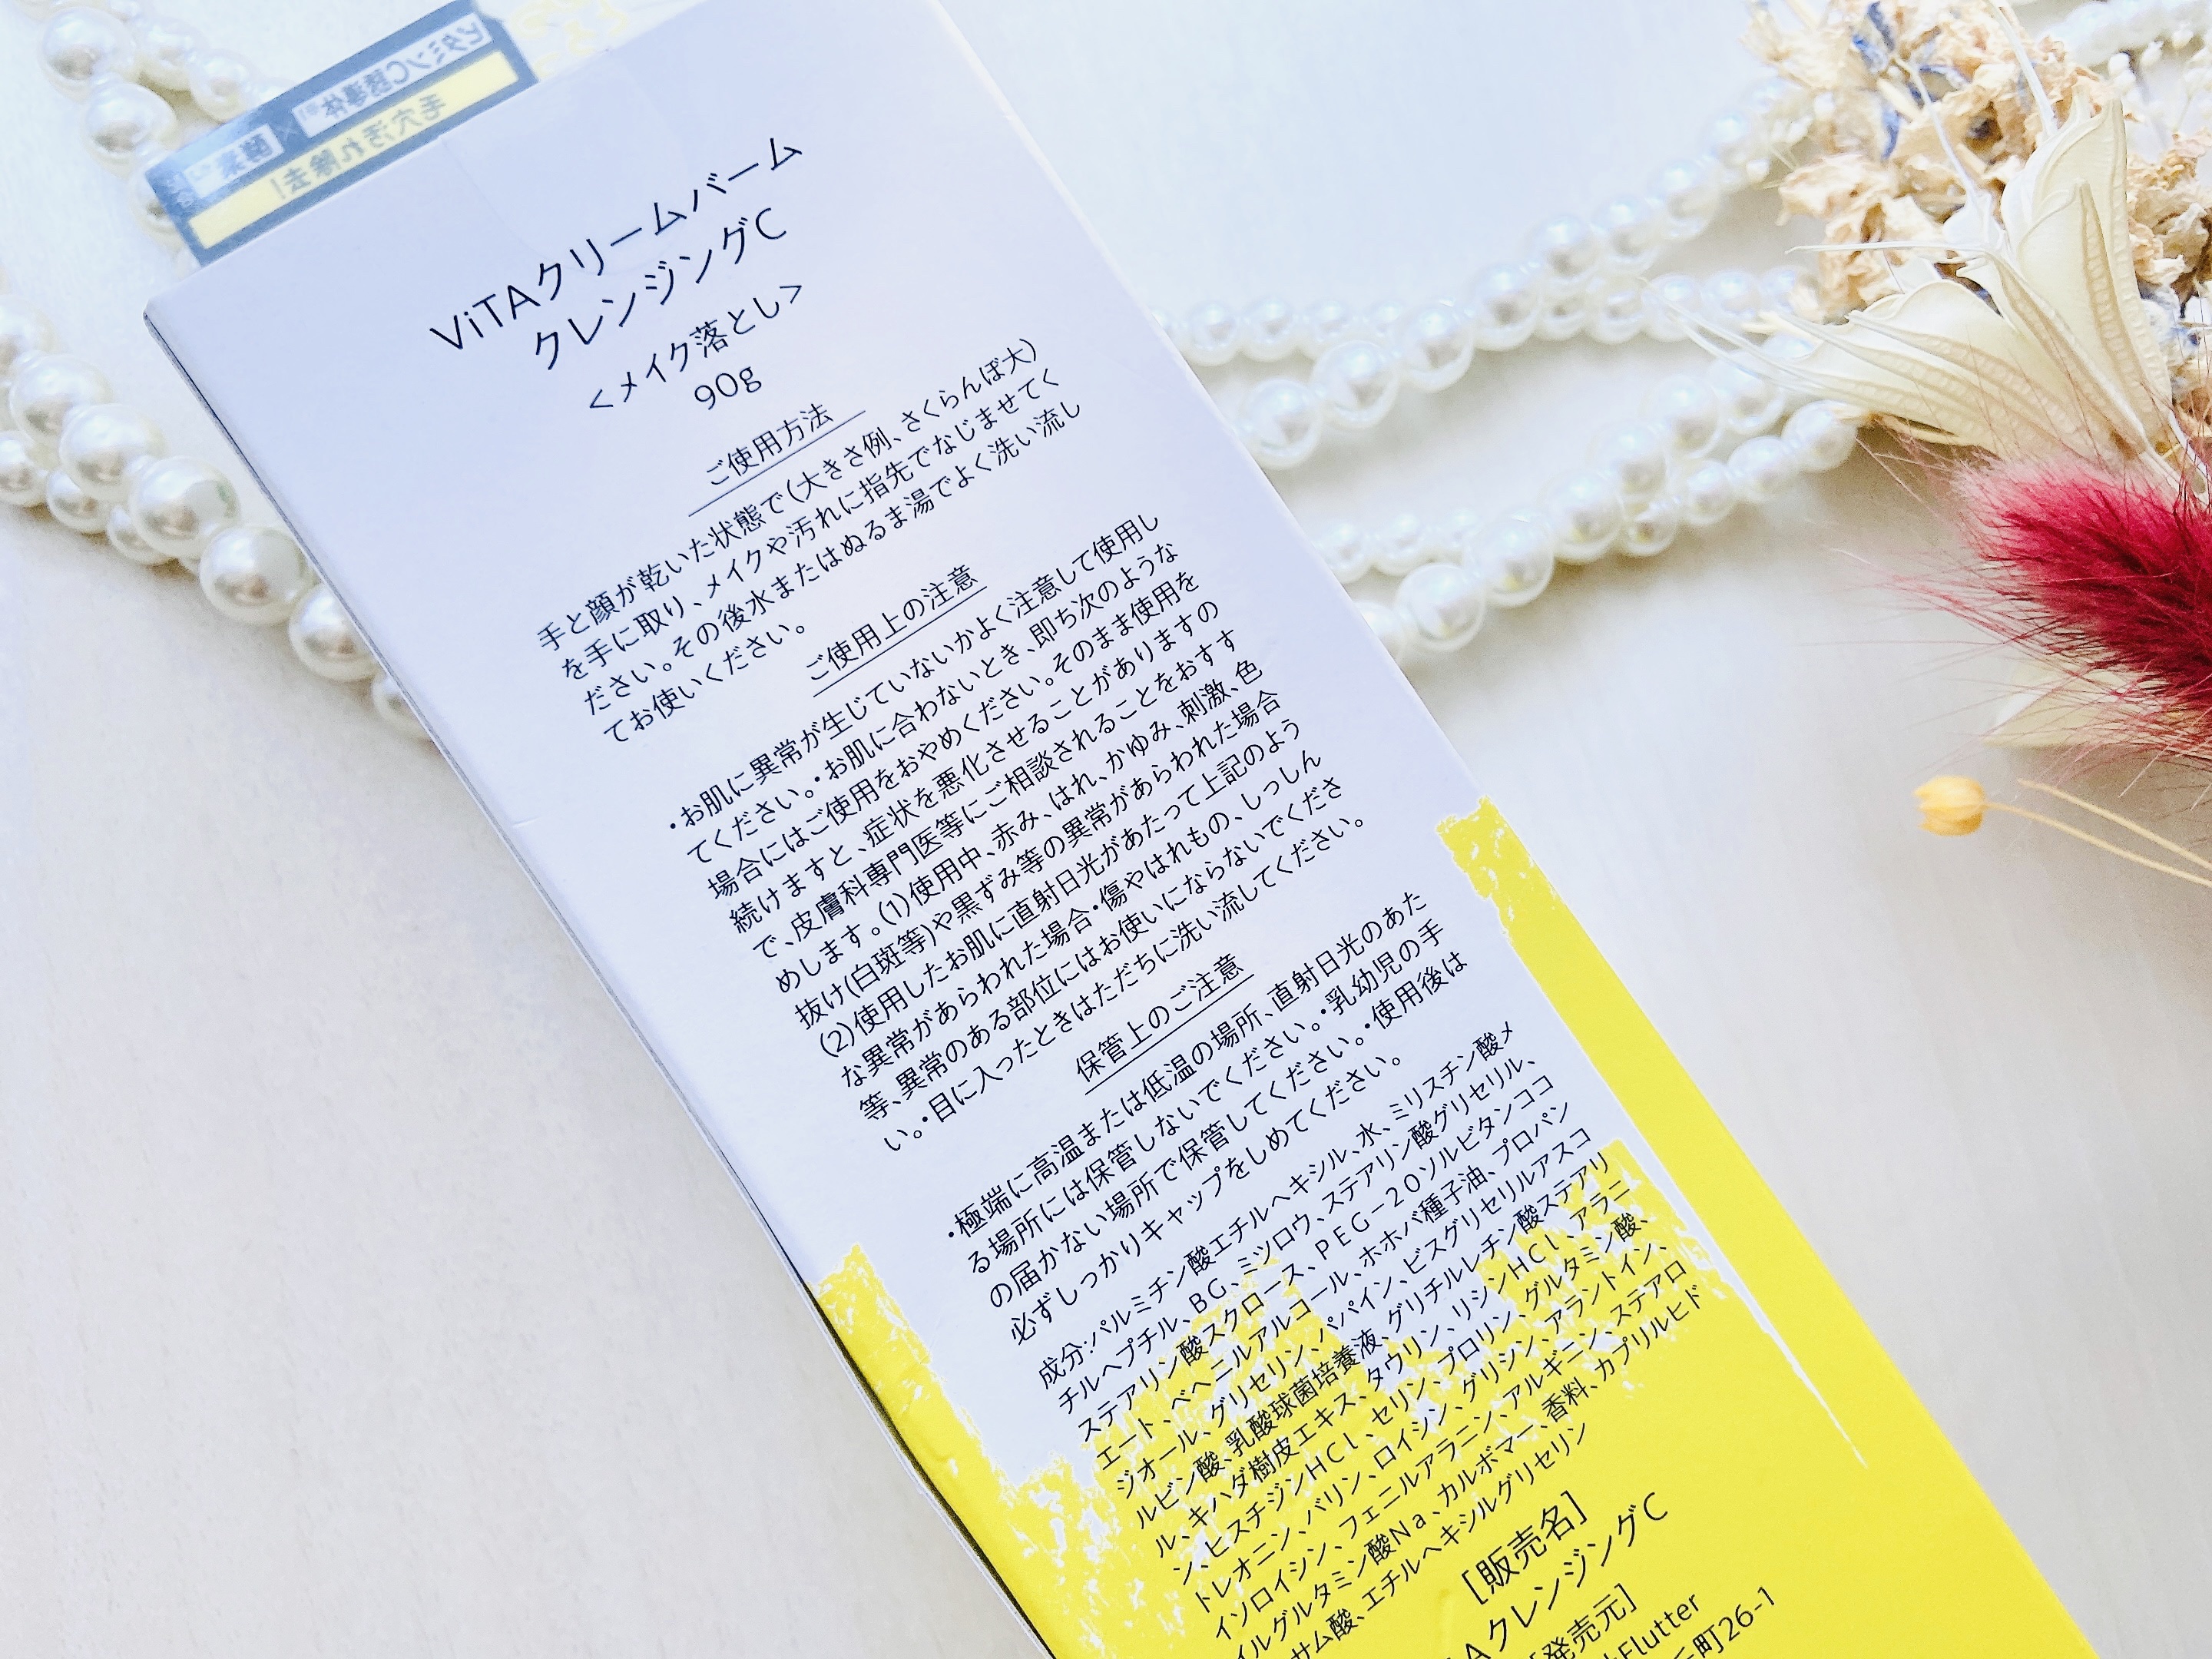 ビタミンC誘導体
酵素
毛穴汚れ除去!
ViTAクリームバーム
クレンジングC
<メイク落とし>
90g
ご使用方法
手と顔が乾いた状態で(大きさ例、さくらんぼ大)
を手に取り、メイクや汚れに指先でなじませてく
ださい。その後水またはぬるま湯でよく洗い流し
てお使いください。
ご使用上の注意
・お肌に異常が生じていないかよく注意して使用し
てください。・お肌に合わないとき、即ち次のような
場合にはご使用をおやめください。そのまま使用を
続けますと、症状を悪化させることがありますの
で、皮膚科専門医等にご相談されることをおすす
めします。(1)使用中、赤み、はれ、かゆみ、刺激、色
抜け(白斑等)や黒ずみ等の異常があらわれた場合
(2)使用したお肌に直射日光があたって上記のよう
な異常があらわれた場合・傷やはれもの、しっしん
等、異常のある部位にはお使いにならないでくださ
い。・目に入ったときはただちに洗い流してください。
保管上のご注意
・極端に高温または低温の場所、直射日光のあた
る場所には保管しないでください。・乳幼児の手
の届かない場所で保管してください。・使用後は
必ずしっかりキャップをしめてください。
成分:パルミチン酸エチルヘキシル、水、ミリスチン酸メ
チルヘプチル、BG、ミツロウ、ステアリン酸グリセリル、
ステアリン酸スクロース、PEG-20ソルビタンココ
エート、ベヘニルアルコール、ホホバ種子油、プロパン
ジオール、グリセリン、パパイン、ビスグリセリルアスコ
ルビン酸、乳酸球菌培養液、グリチルレチン酸ステアリ
ル、キハダ樹皮エキス、タウリン、リシンHCl、アラニ
ン、ヒスチジンHCl、セリン、プロリン、グルタミン酸、
トレオニン、バリン、ロイシン、グリシン、アラントイン、
イソロイシン、フェニルアラニン、アルギニン、ステアロ
イルグルタミン酸Na、カルボマー、香料、カプリルヒド
サム酸、エチルヘキシルグリセリン
[販売名]
AクレンジングC
[発売元]
Flutter
町26-1